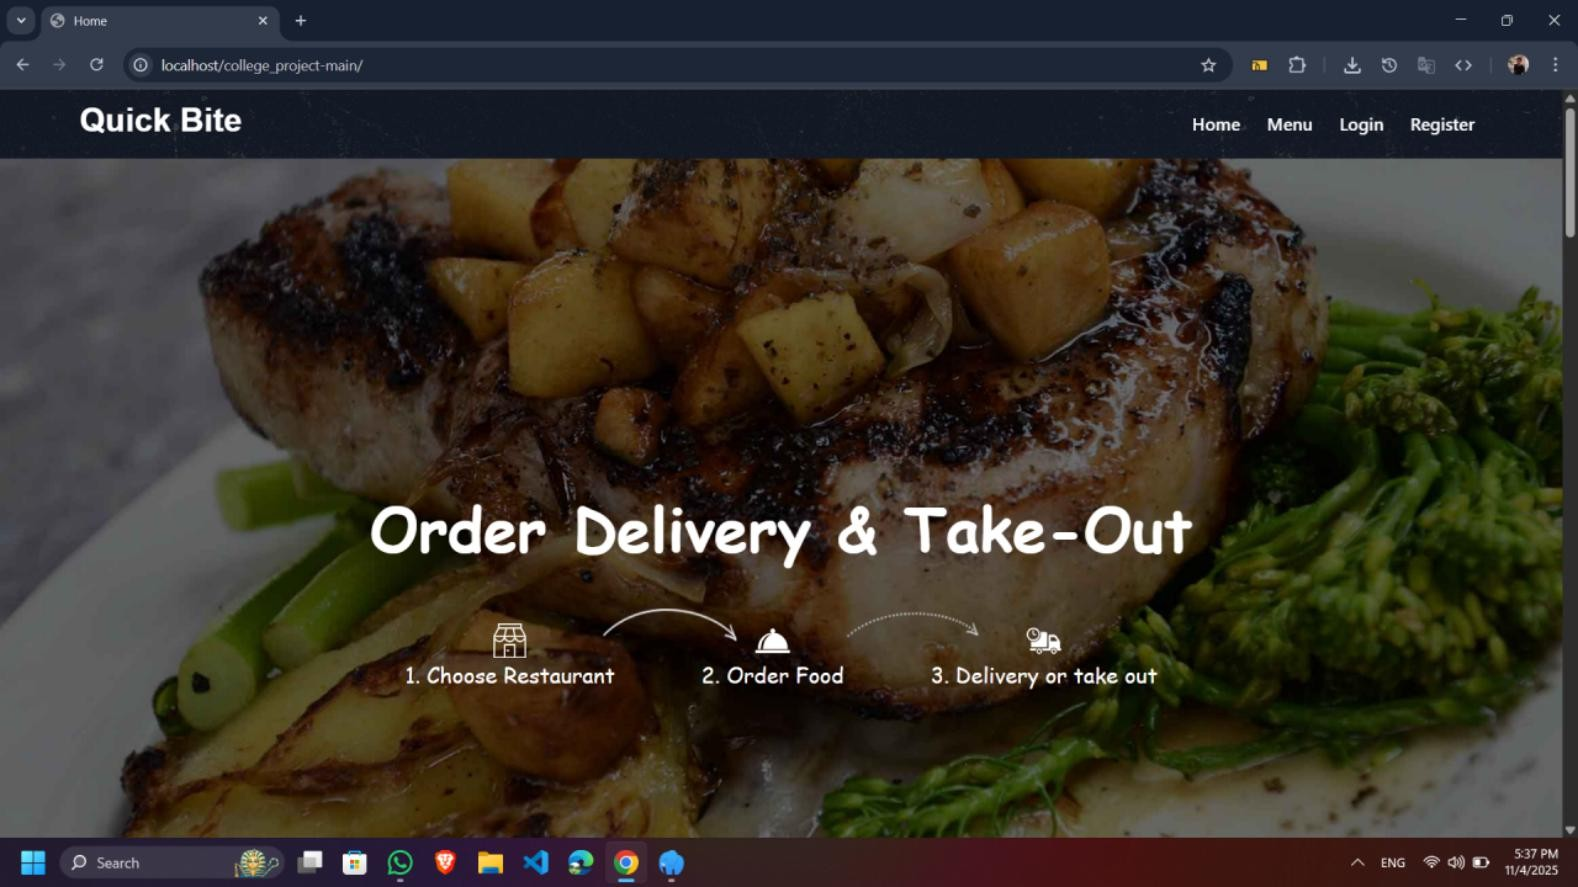 Home
localhost/college_project-main/
Quick Bite
Home Menu Login Register
Order Delivery & Take-Out
1. Choose Restaurant 2. Order Food 3. Delivery or take out
Search
ENG
5:37 PM
11/4/2025